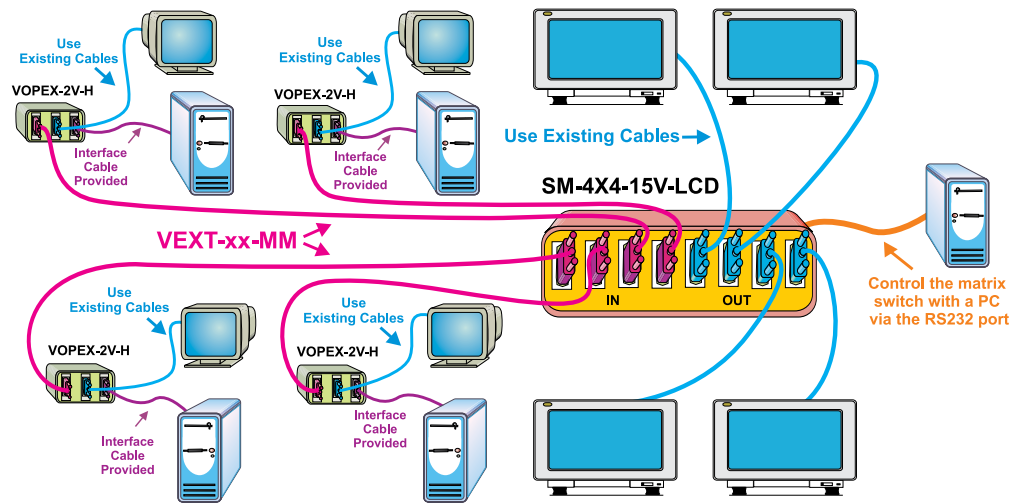 Use
Existing Cables
VOPEX-2V-H
Interface
Cable
Provided
Use
Existing Cables
VOPEX-2V-H
Interface
Cable
Provided
Use Existing Cables
SM-4X4-15V-LCD
VEXT-xx-MM
IN
OUT
Control the matrix
switch with a PC
via the RS232 port
Use
Existing Cables
VOPEX-2V-H
Interface
Cable
Provided
Use
Existing Cables
VOPEX-2V-H
Interface
Cable
Provided